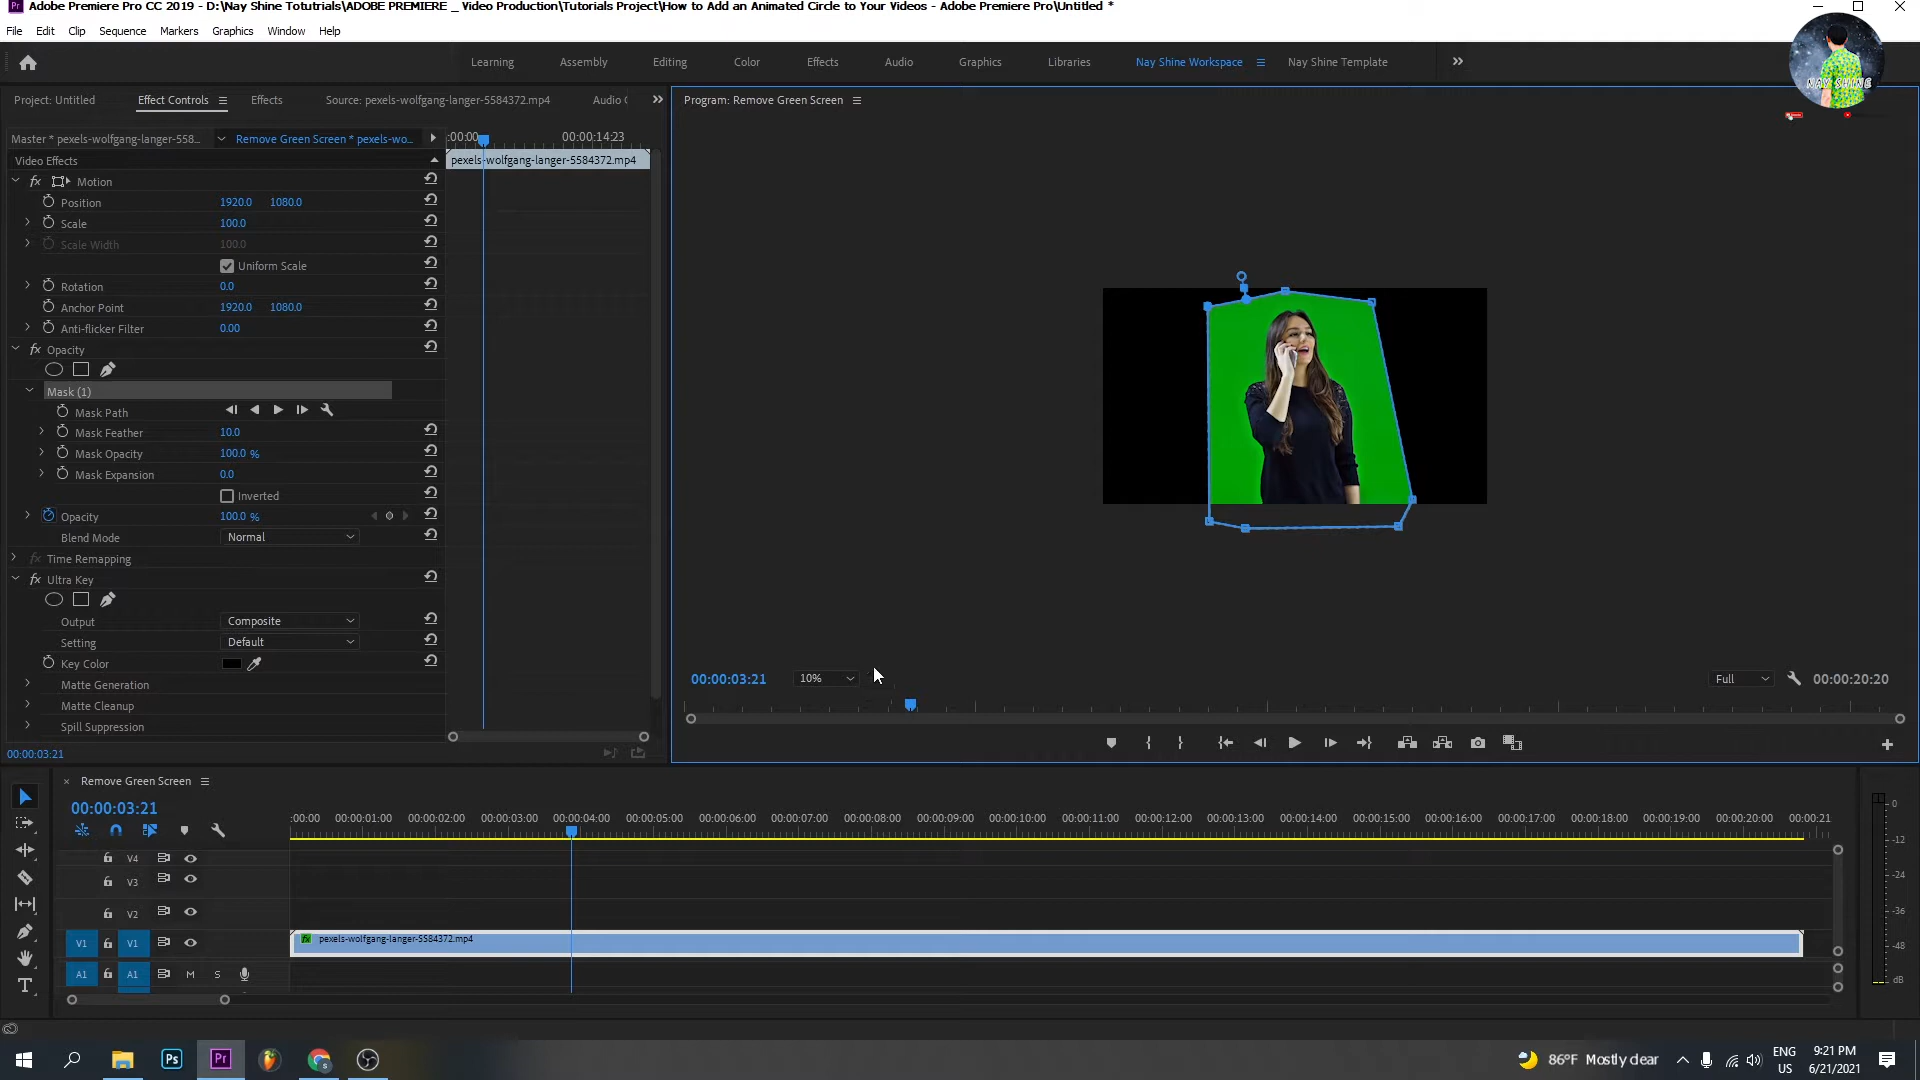 Adobe Premiere Pro CC 2019 - D:\Nay Shine Totutrials\ADOBE PREMIERE _ Video Production\Tutorials Project\How to Add an Animated Circle to Your Videos - Adobe Premiere Pro\Untitled *
File Edit Clip Sequence Markers Graphics Window Help
Learning Assembly Editing Color Effects Audio Graphics Libraries Nay Shine Workspace Nay Shine Template
NAY SHINE
Project: Untitled Effect Controls Effects Source: pexels-wolfgang-langer-5584372.mp4 Audio Program: Remove Green Screen
Master * pexels-wolfgang-langer-558... Remove Green Screen * pexels-wo... :00:00 00:00:14:23
Video Effects pexels-wolfgang-langer-5584372.mp4
fx Motion
Position 1920.0 1080.0
Scale 100.0
Scale Width 100.0
Uniform Scale
Rotation 0.0
Anchor Point 1920.0 1080.0
Anti-flicker Filter 0.00
fx Opacity
Mask (1)
Mask Path
Mask Feather 10.0
Mask Opacity 100.0 %
Mask Expansion 0.0
Inverted
Opacity 100.0 %
Blend Mode Normal
fx Time Remapping
fx Ultra Key
Output Composite
Setting Default
Key Color
Matte Generation
Matte Cleanup
Spill Suppression
00:00:03:21 10% Full 00:00:20:20
00:00:03:21
Remove Green Screen
00:00:03:21
:00:00 00:00:01:00 00:00:02:00 00:00:03:00 00:00:04:00 00:00:05:00 00:00:06:00 00:00:07:00 00:00:08:00 00:00:09:00 00:00:10:00 00:00:11:00 00:00:12:00 00:00:13:00 00:00:14:00 00:00:15:00 00:00:16:00 00:00:17:00 00:00:18:00 00:00:19:00 00:00:20:00 00:00:21
V4
V3
V2
V1 V1 fx pexels-wolfgang-langer-5584372.mp4
A1 A1 M S
0
-12
-24
-36
-48
dB
Ps Pr 86°F Mostly clear ENG US 9:21 PM 6/21/2021